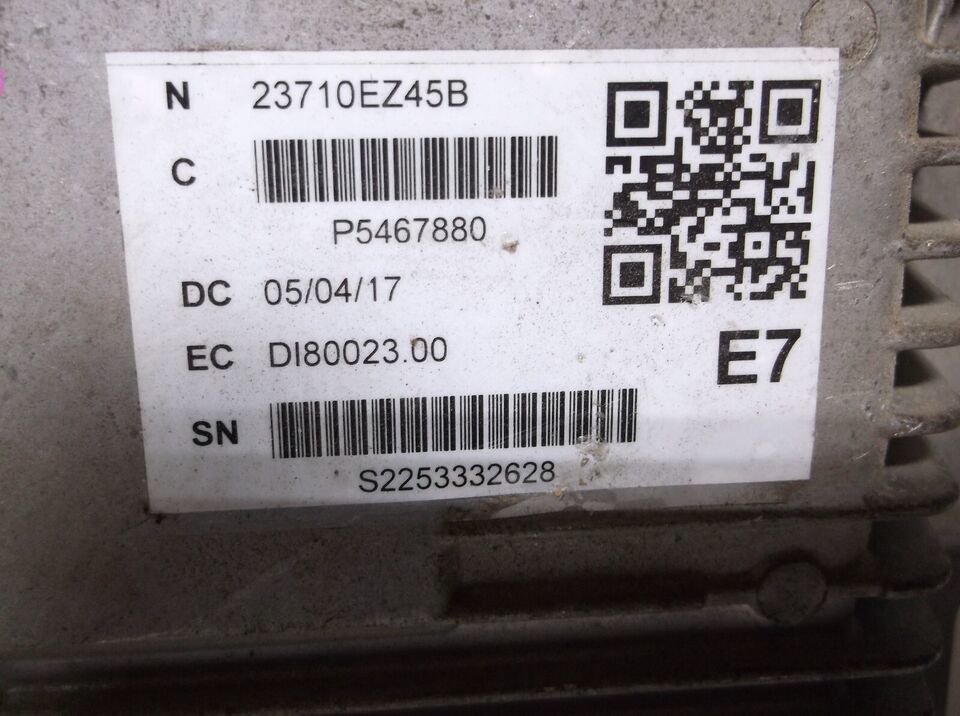 N 23710EZ45B
C
P5467880
DC 05/04/17
EC DI80023.00
E7
SN
S2253332628